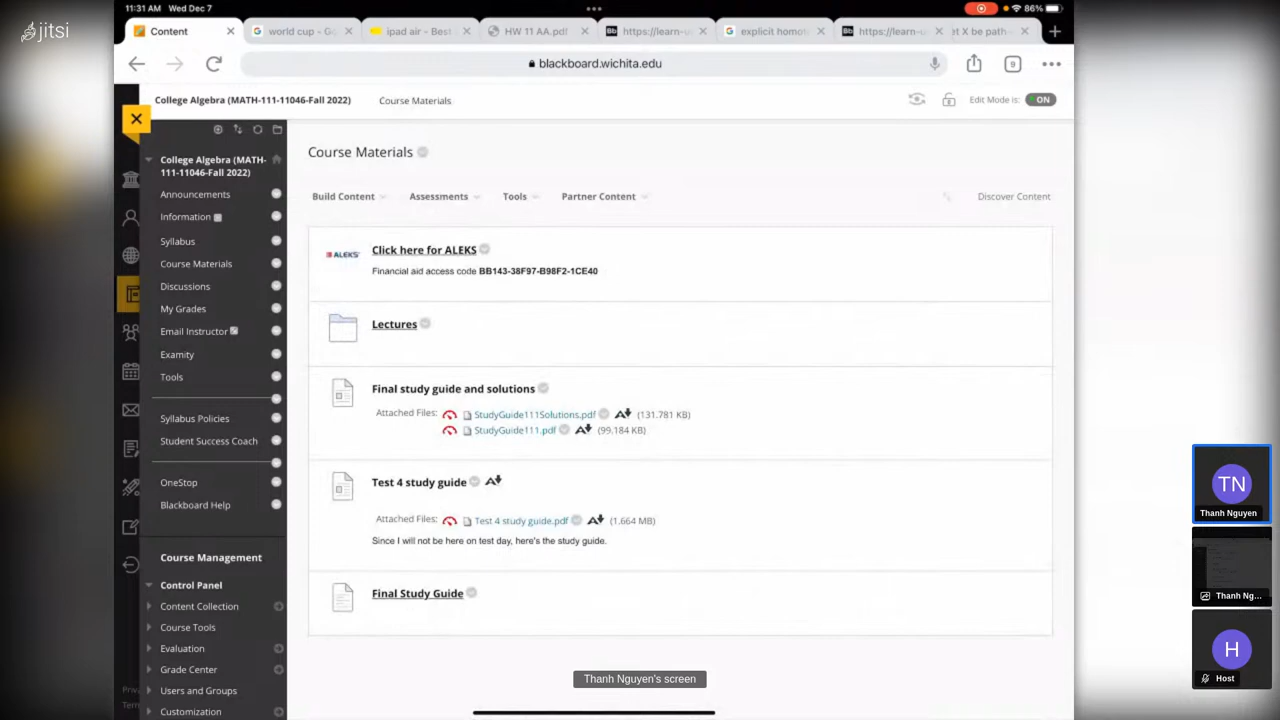 11:31 AM Wed Dec 7
86%
jitsi
Content
world cup - Go
ipad air - Best
HW 11 AA.pdf
https://learn-u
explicit homot
https://learn-u
et X be path
blackboard.wichita.edu
9
College Algebra (MATH-111-11046-Fall 2022)
Course Materials
Edit Mode is:
ON
College Algebra (MATH-
111-11046-Fall 2022)
Announcements
Information
Syllabus
Course Materials
Discussions
My Grades
Email Instructor
Examity
Tools
Syllabus Policies
Student Success Coach
OneStop
Blackboard Help
Course Management
Control Panel
Content Collection
Course Tools
Evaluation
Grade Center
Users and Groups
Customization
Priv
Term
Course Materials
Build Content
Assessments
Tools
Partner Content
Discover Content
ALEKS
Click here for ALEKS
Financial aid access code BB143-38F97-B98F2-1CE40
Lectures
Final study guide and solutions
Attached Files: StudyGuide111Solutions.pdf (131.781 KB)
StudyGuide111.pdf (99.184 KB)
Test 4 study guide
Attached Files: Test 4 study guide.pdf (1.664 MB)
Since I will not be here on test day, here's the study guide.
Final Study Guide
Thanh Nguyen's screen
TN
Thanh Nguyen
Thanh Ng...
H
Host